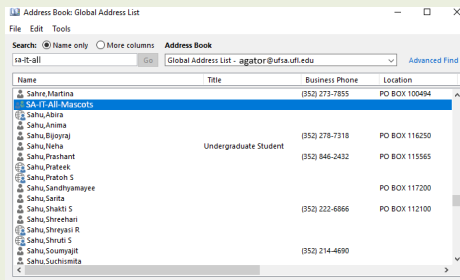 Address Book: Global Address List
File Edit Tools
Search: Name only More columns Address Book
sa-it-all Go Global Address List - agator@ufsa.ufl.edu Advanced Find
Name Title Business Phone Location
Sahre,Martina (352) 273-7855 PO BOX 100494
SA-IT-All-Mascots
Sahu,Abira
Sahu,Anima
Sahu,Bijoyraj (352) 278-7318 PO BOX 116250
Sahu,Neha Undergraduate Student
Sahu,Prashant (352) 846-2432 PO BOX 115565
Sahu,Prateek
Sahu,Pratoh S
Sahu,Sandhyamayee PO BOX 117200
Sahu,Sarita
Sahu,Shakti S (352) 222-6866 PO BOX 112100
Sahu,Shreehari
Sahu,Shreyasi R
Sahu,Shruti S
Sahu,Soumyajit (352) 214-4690
Sahu,Suchismita